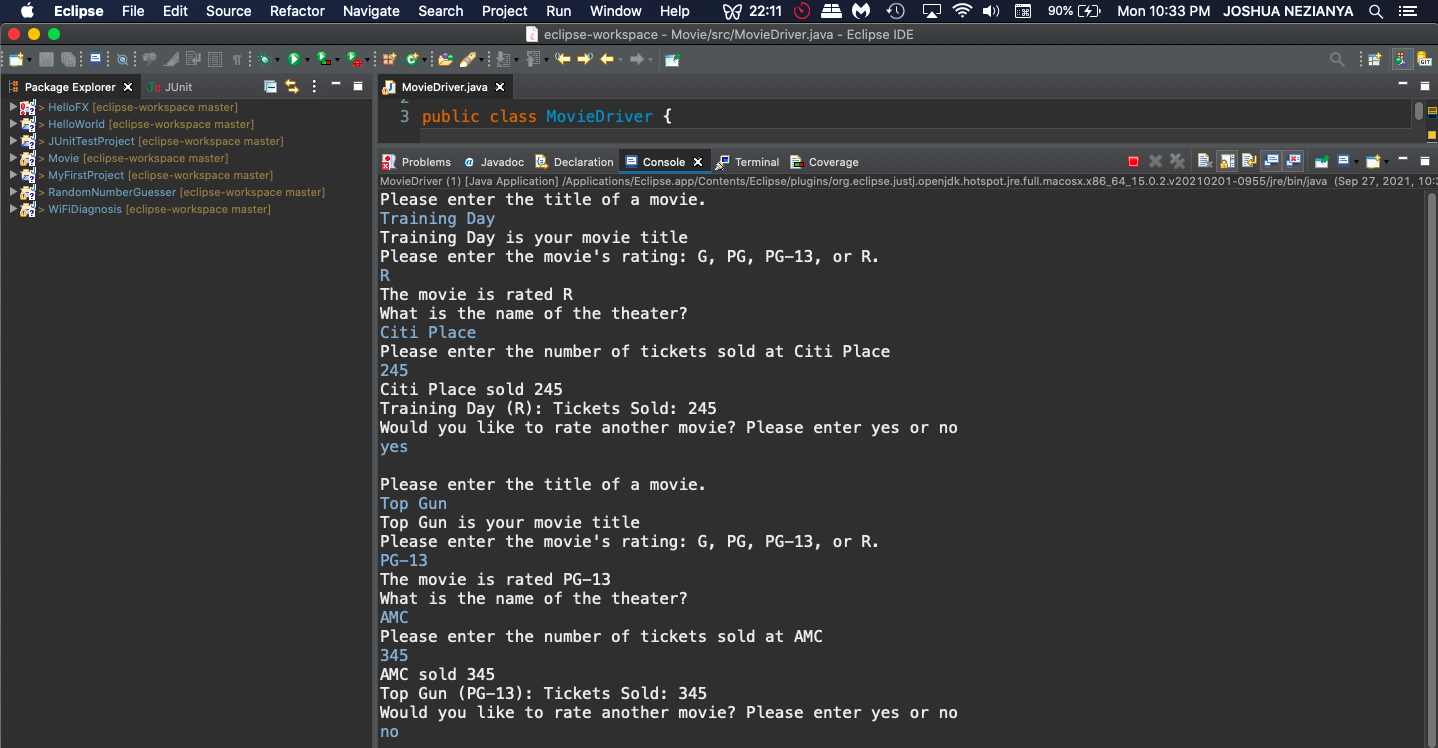 Eclipse File Edit Source Refactor Navigate Search Project Run Window Help 22:11 90% Mon 10:33 PM JOSHUA NEZIANYA
eclipse-workspace - Movie/src/MovieDriver.java - Eclipse IDE
Package Explorer JUnit
> HelloFX [eclipse-workspace master]
> HelloWorld [eclipse-workspace master]
> JUnitTestProject [eclipse-workspace master]
> Movie [eclipse-workspace master]
> MyFirstProject [eclipse-workspace master]
> RandomNumberGuesser [eclipse-workspace master]
> WiFiDiagnosis [eclipse-workspace master]
MovieDriver.java
2
3 public class MovieDriver {
Problems @ Javadoc Declaration Console Terminal Coverage
MovieDriver (1) [Java Application] /Applications/Eclipse.app/Contents/Eclipse/plugins/org.eclipse.justj.openjdk.hotspot.jre.full.macosx.x86_64_15.0.2.v20210201-0955/jre/bin/java (Sep 27, 2021, 10:3
Please enter the title of a movie.
Training Day
Training Day is your movie title
Please enter the movie's rating: G, PG, PG-13, or R.
R
The movie is rated R
What is the name of the theater?
Citi Place
Please enter the number of tickets sold at Citi Place
245
Citi Place sold 245
Training Day (R): Tickets Sold: 245
Would you like to rate another movie? Please enter yes or no
yes
Please enter the title of a movie.
Top Gun
Top Gun is your movie title
Please enter the movie's rating: G, PG, PG-13, or R.
PG-13
The movie is rated PG-13
What is the name of the theater?
AMC
Please enter the number of tickets sold at AMC
345
AMC sold 345
Top Gun (PG-13): Tickets Sold: 345
Would you like to rate another movie? Please enter yes or no
no